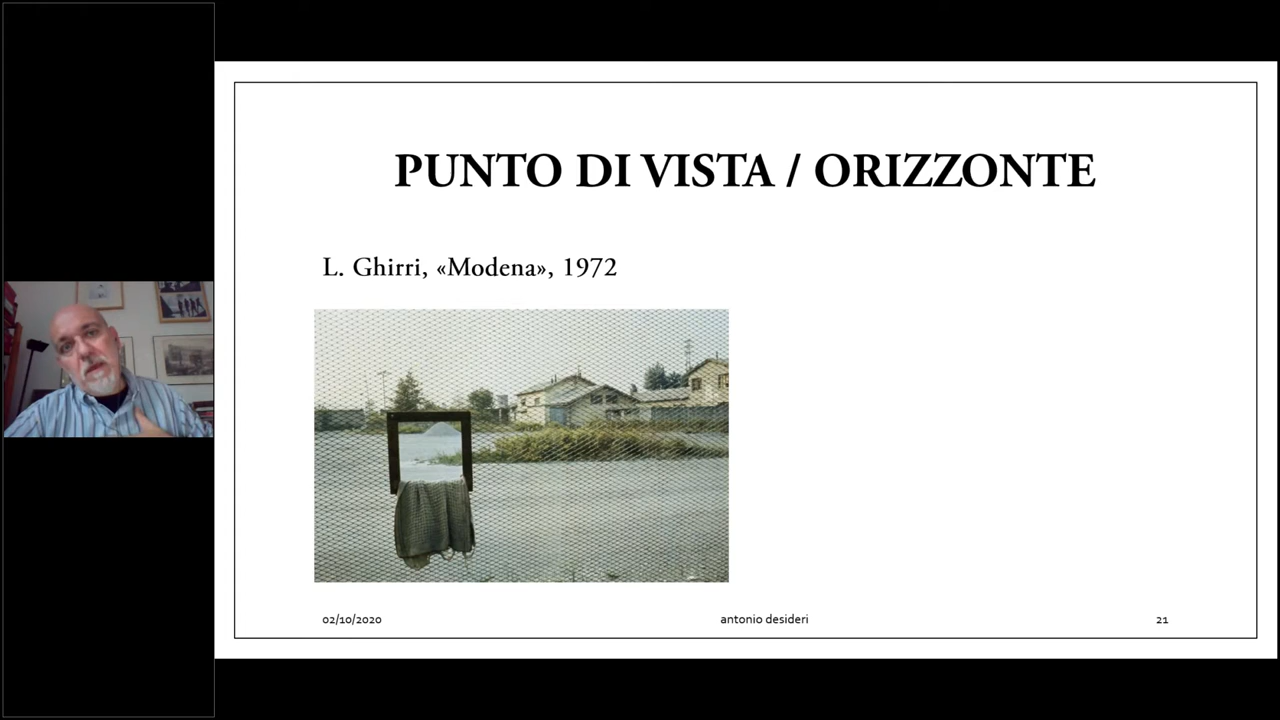 PUNTO DI VISTA / ORIZZONTE
L. Ghirri, «Modena», 1972
02/10/2020
antonio desideri
21